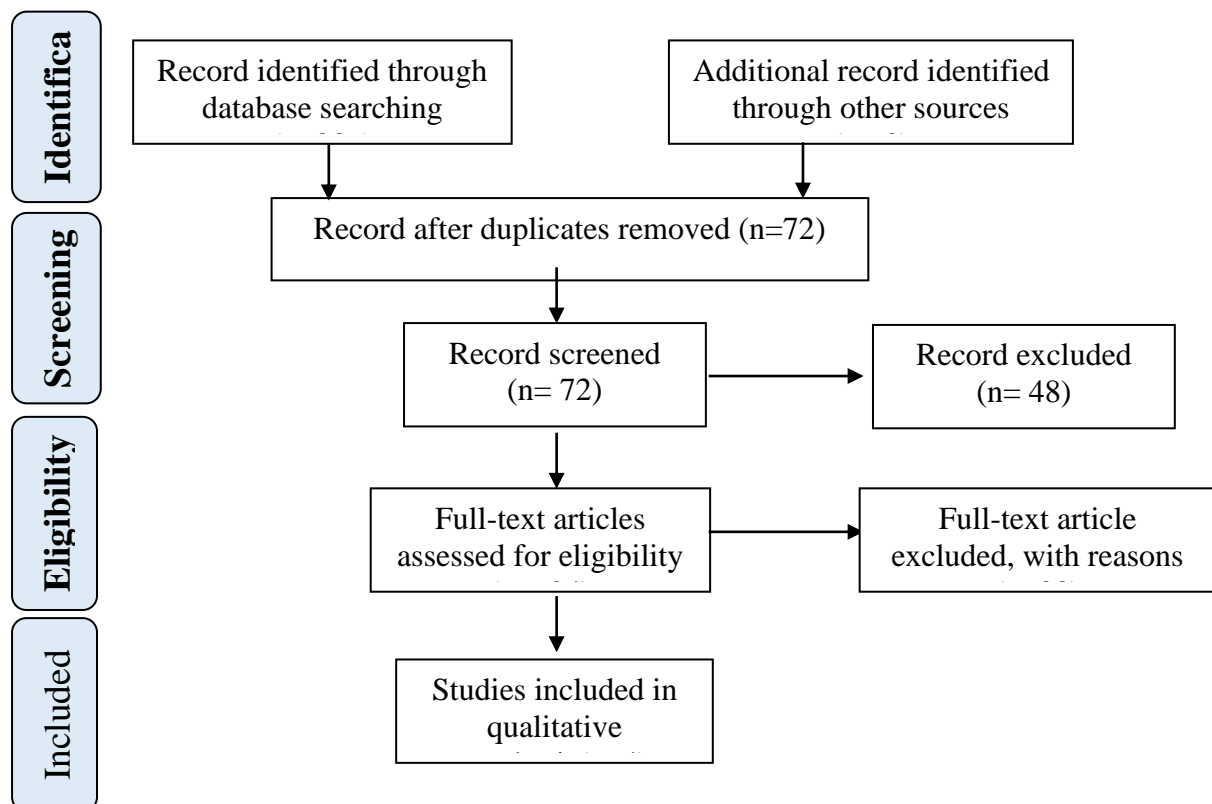 Identifica
Record identified through
database searching
Additional record identified
through other sources
Record after duplicates removed (n=72)
Screening
Record screened
(n= 72)
Record excluded
(n= 48)
Eligibility
Full-text articles
assessed for eligibility
Full-text article
excluded, with reasons
Included
Studies included in
qualitative